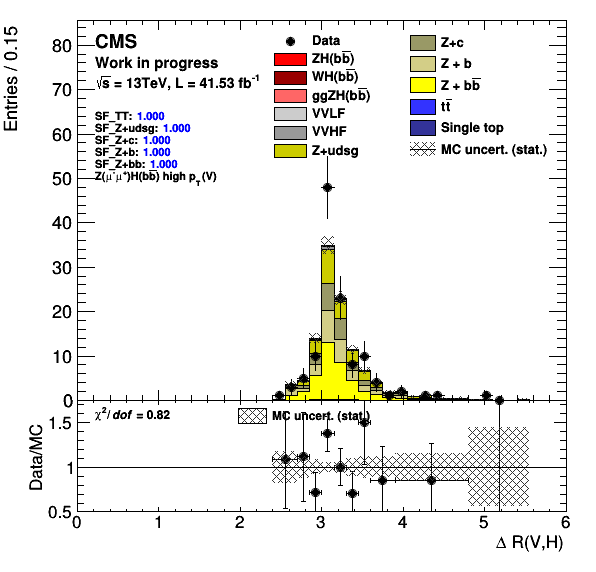 CMS
Work in progress
√s = 13TeV, L = 41.53 fb⁻¹
SF_TT: 1.000
SF_Z+udsg: 1.000
SF_Z+c: 1.000
SF_Z+b: 1.000
SF_Z+bb: 1.000
Z(μ⁻μ⁺)H(bb̅) high p_T(V)
Data
ZH(bb̅)
WH(bb̅)
ggZH(bb̅)
VVLF
VVHF
Z+udsg
Z+c
Z + b
Z + bb̅
tt̅
Single top
MC uncert. (stat.)
Entries / 0.15
80
70
60
50
40
30
20
10
0
χ²/dof = 0.82
MC uncert. (stat.)
Data/MC
1.5
1
0.5
0 1 2 3 4 5 6
Δ R(V,H)